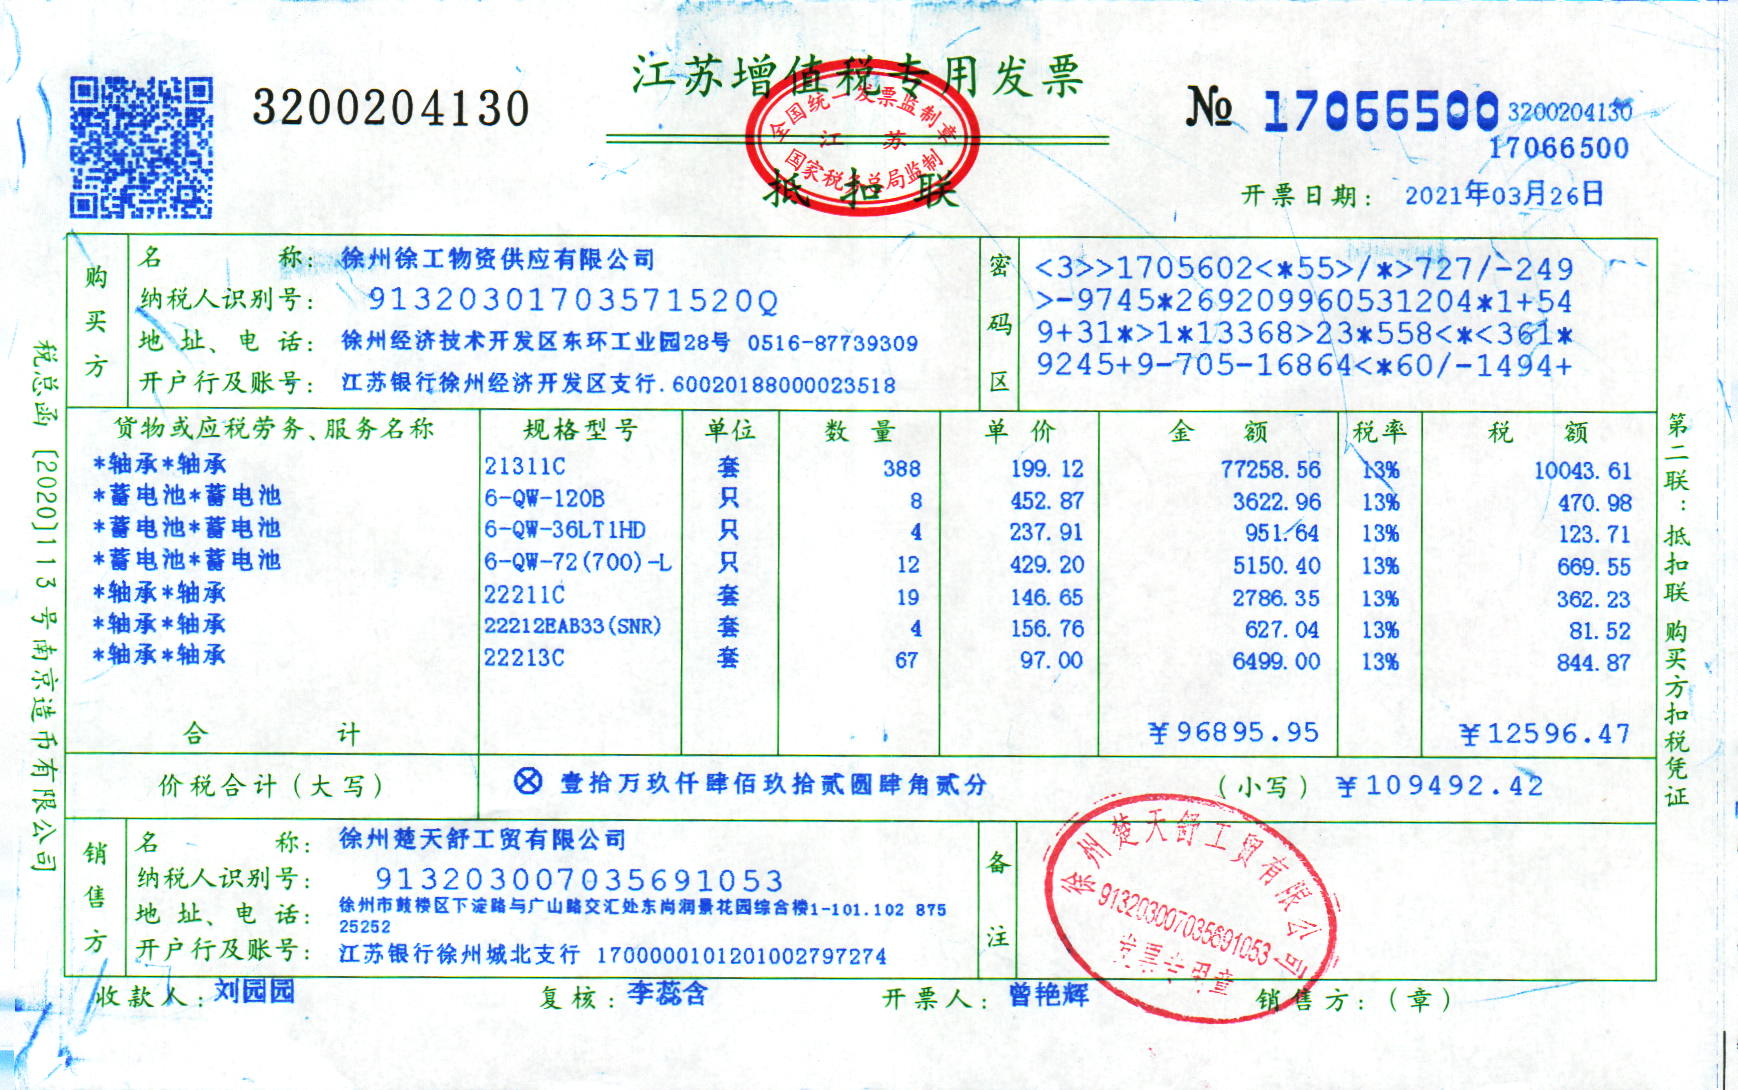 江苏增值税专用发票
3200204130
№ 17066500
3200204130
17066500
全国统一发票监制章
江 苏
国家税务总局监制
抵扣联
开票日期： 2021年03月26日
购买方
名 称： 徐州徐工物资供应有限公司
纳税人识别号： 91320301703571520Q
地 址、电 话： 徐州经济技术开发区东环工业园28号 0516-87739309
开户行及账号： 江苏银行徐州经济开发区支行.60020188000023518
密码区
<3>>1705602<*55>/*>727/-249
>-9745*269209960531204*1+54
9+31*>1*13368>23*558<*<361*
9245+9-705-16864<*60/-1494+
货物或应税劳务、服务名称 规格型号 单位 数 量 单 价 金 额 税率 税 额
*轴承*轴承 21311C 套 388 199.12 77258.56 13% 10043.61
*蓄电池*蓄电池 6-QW-120B 只 8 452.87 3622.96 13% 470.98
*蓄电池*蓄电池 6-QW-36LT1HD 只 4 237.91 951.64 13% 123.71
*蓄电池*蓄电池 6-QW-72(700)-L 只 12 429.20 5150.40 13% 669.55
*轴承*轴承 22211C 套 19 146.65 2786.35 13% 362.23
*轴承*轴承 22212EAB33(SNR) 套 4 156.76 627.04 13% 81.52
*轴承*轴承 22213C 套 67 97.00 6499.00 13% 844.87
合 计 ￥96895.95 ￥12596.47
价税合计（大写） ⊗ 壹拾万玖仟肆佰玖拾贰圆肆角贰分 （小写） ￥109492.42
销售方
名 称： 徐州楚天舒工贸有限公司
纳税人识别号： 913203007035691053
地 址、电 话： 徐州市鼓楼区下淀路与广山路交汇处东尚润景花园综合楼1-101.102 875
25252
开户行及账号： 江苏银行徐州城北支行 17000001012010027​97274
备注
徐州楚天舒工贸有限公司
913203007035691053
发票专用章
收款人： 刘园园 复核： 李蕊含 开票人： 曾艳辉 销售方：（章）
税总函〔2020〕113号南京造币有限公司
第二联：抵扣联 购买方扣税凭证